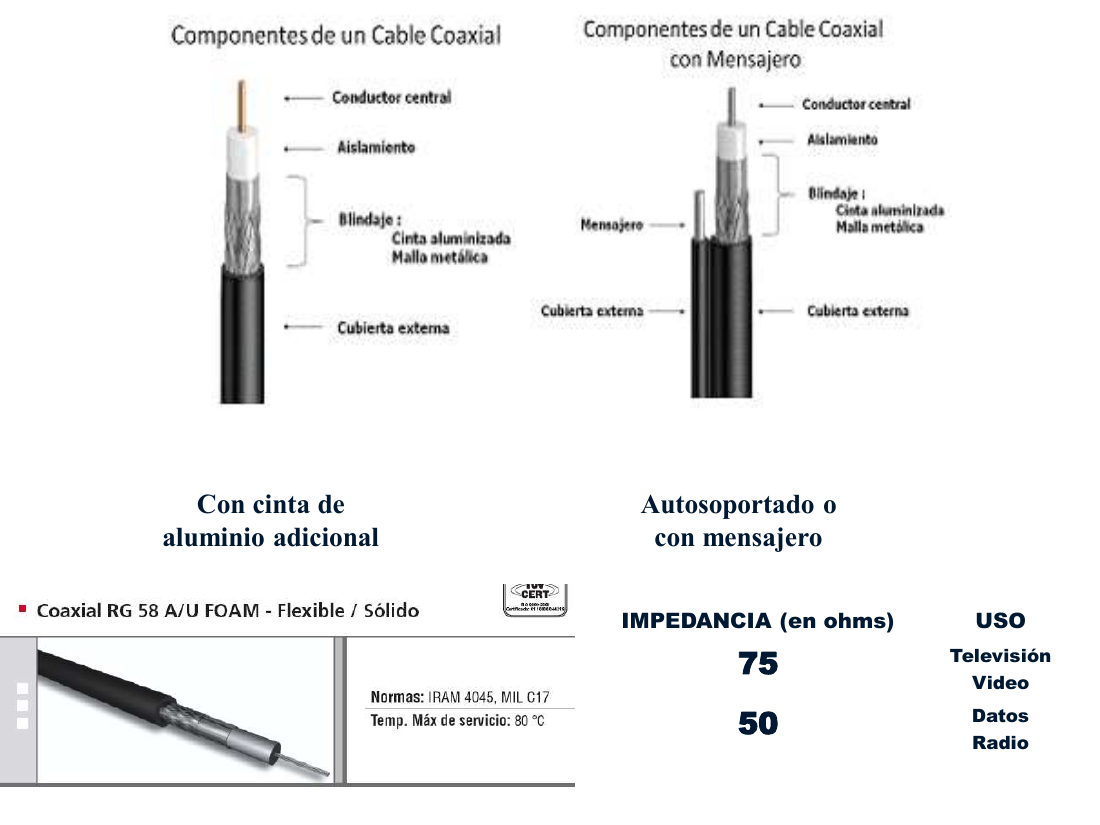 Componentes de un Cable Coaxial
Conductor central
Aislamiento
Blindaje :
Cinta aluminizada
Malla metálica
Cubierta externa
Componentes de un Cable Coaxial
con Mensajero
Conductor central
Aislamiento
Blindaje :
Cinta aluminizada
Malla metálica
Mensajero
Cubierta externa
Cubierta externa
Con cinta de
aluminio adicional
Autosoportado o
con mensajero
Coaxial RG 58 A/U FOAM - Flexible / Sólido
CERT
Normas: IRAM 4045, MIL C17
Temp. Máx de servicio: 80 °C
IMPEDANCIA (en ohms)
USO
75
Televisión
Video
50
Datos
Radio